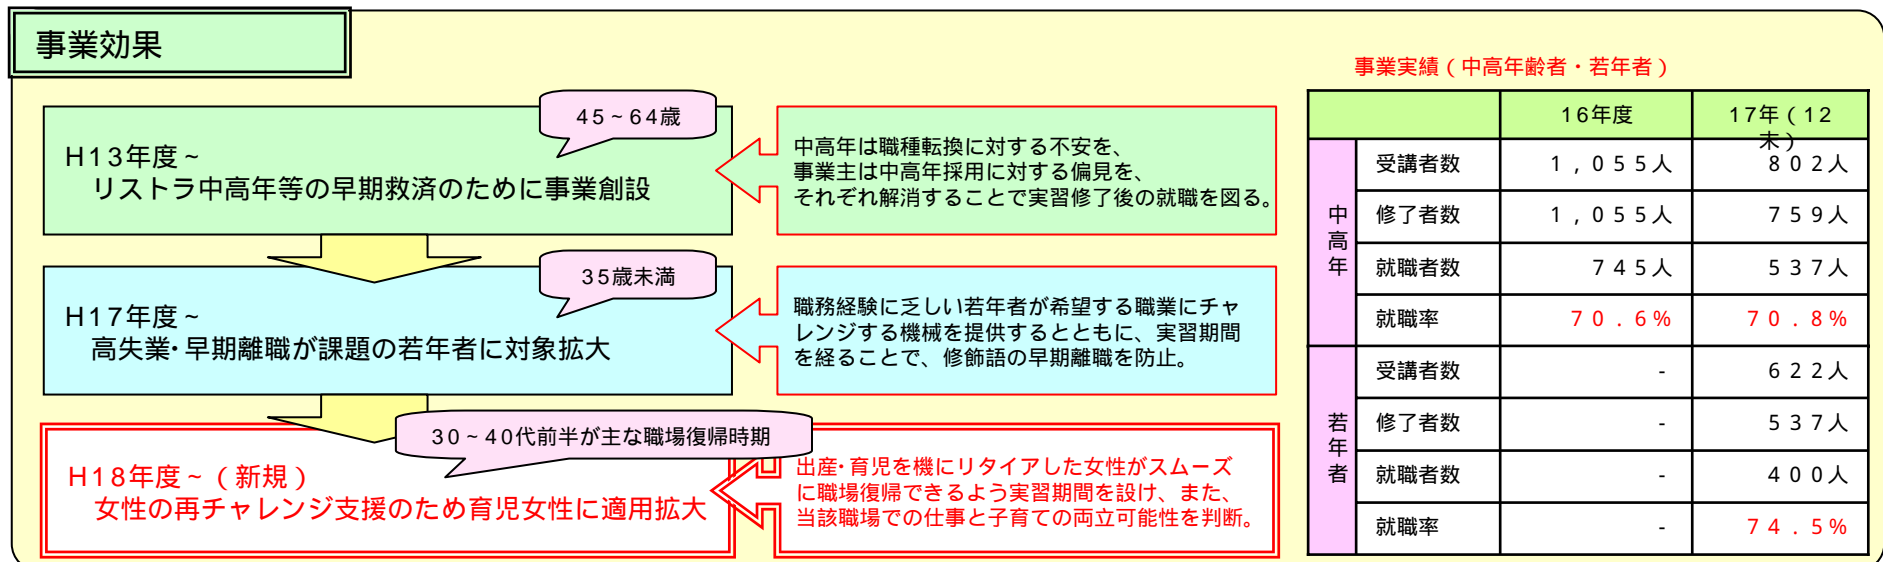 事業効果
45~64歳
H13年度~
リストラ中高年等の早期救済のために事業創設
中高年は職種転換に対する不安を、
事業主は中高年採用に対する偏見を、
それぞれ解消することで実習修了後の就職を図る。
35歳未満
H17年度~
高失業・早期離職が課題の若年者に対象拡大
職務経験に乏しい若年者が希望する職業にチャ
レンジする機械を提供するとともに、実習期間
を経ることで、修飾語の早期離職を防止。
30~40代前半が主な職場復帰時期
H18年度~(新規)
女性の再チャレンジ支援のため育児女性に適用拡大
出産・育児を機にリタイアした女性がスムーズ
に職場復帰できるよう実習期間を設け、また、
当該職場での仕事と子育ての両立可能性を判断。
事業実績(中高年齢者・若年者)
16年度 17年(12
末)
中高年
受講者数 1,055人 802人
修了者数 1,055人 759人
就職者数 745人 537人
就職率 70.6% 70.8%
若年者
受講者数 - 622人
修了者数 - 537人
就職者数 - 400人
就職率 - 74.5%